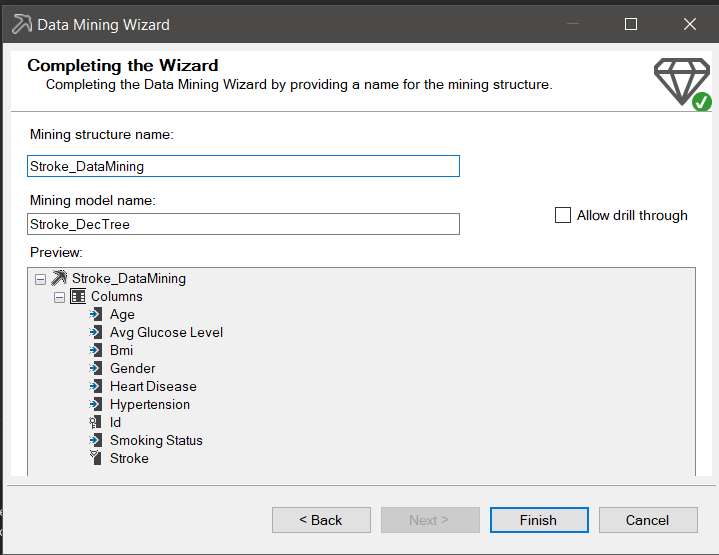 Data Mining Wizard
Completing the Wizard
Completing the Data Mining Wizard by providing a name for the mining structure.
Mining structure name:
Stroke_DataMining
Mining model name:
Stroke_DecTree
Allow drill through
Preview:
Stroke_DataMining
Columns
Age
Avg Glucose Level
Bmi
Gender
Heart Disease
Hypertension
Id
Smoking Status
Stroke
< Back
Next >
Finish
Cancel